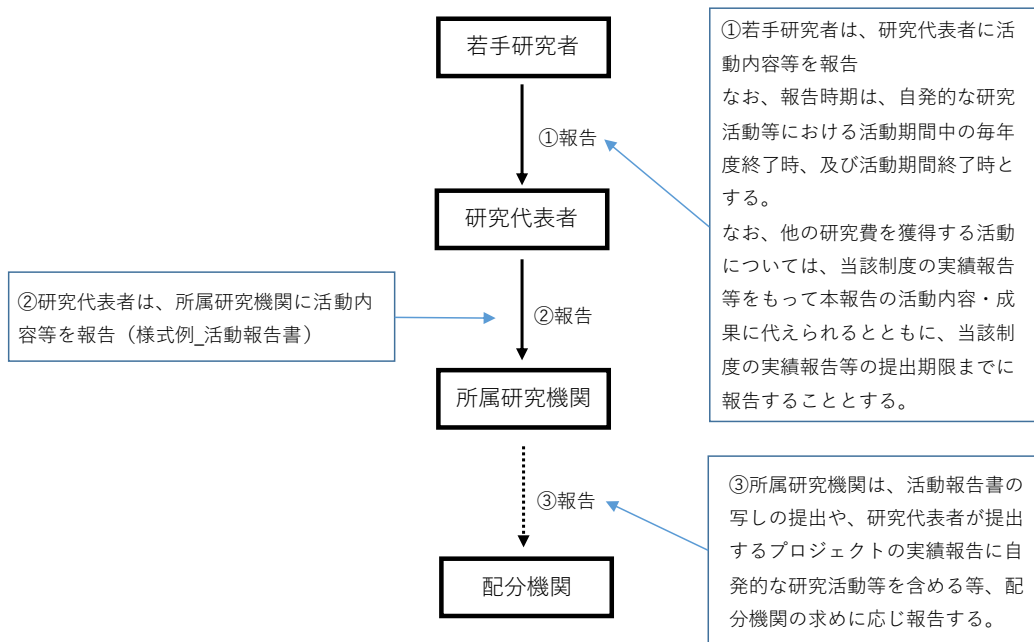 若手研究者
①若手研究者は、研究代表者に活
動内容等を報告
なお、報告時期は、自発的な研究
活動等における活動期間中の毎年
度終了時、及び活動期間終了時と
する。
なお、他の研究費を獲得する活動
については、当該制度の実績報告
等をもって本報告の活動内容・成
果に代えられるとともに、当該制
度の実績報告等の提出期限までに
報告することとする。
①報告
研究代表者
②研究代表者は、所属研究機関に活動内
容等を報告（様式例_活動報告書）
②報告
所属研究機関
③報告
③所属研究機関は、活動報告書の
写しの提出や、研究代表者が提出
するプロジェクトの実績報告に自
発的な研究活動等を含める等、配
分機関の求めに応じ報告する。
配分機関